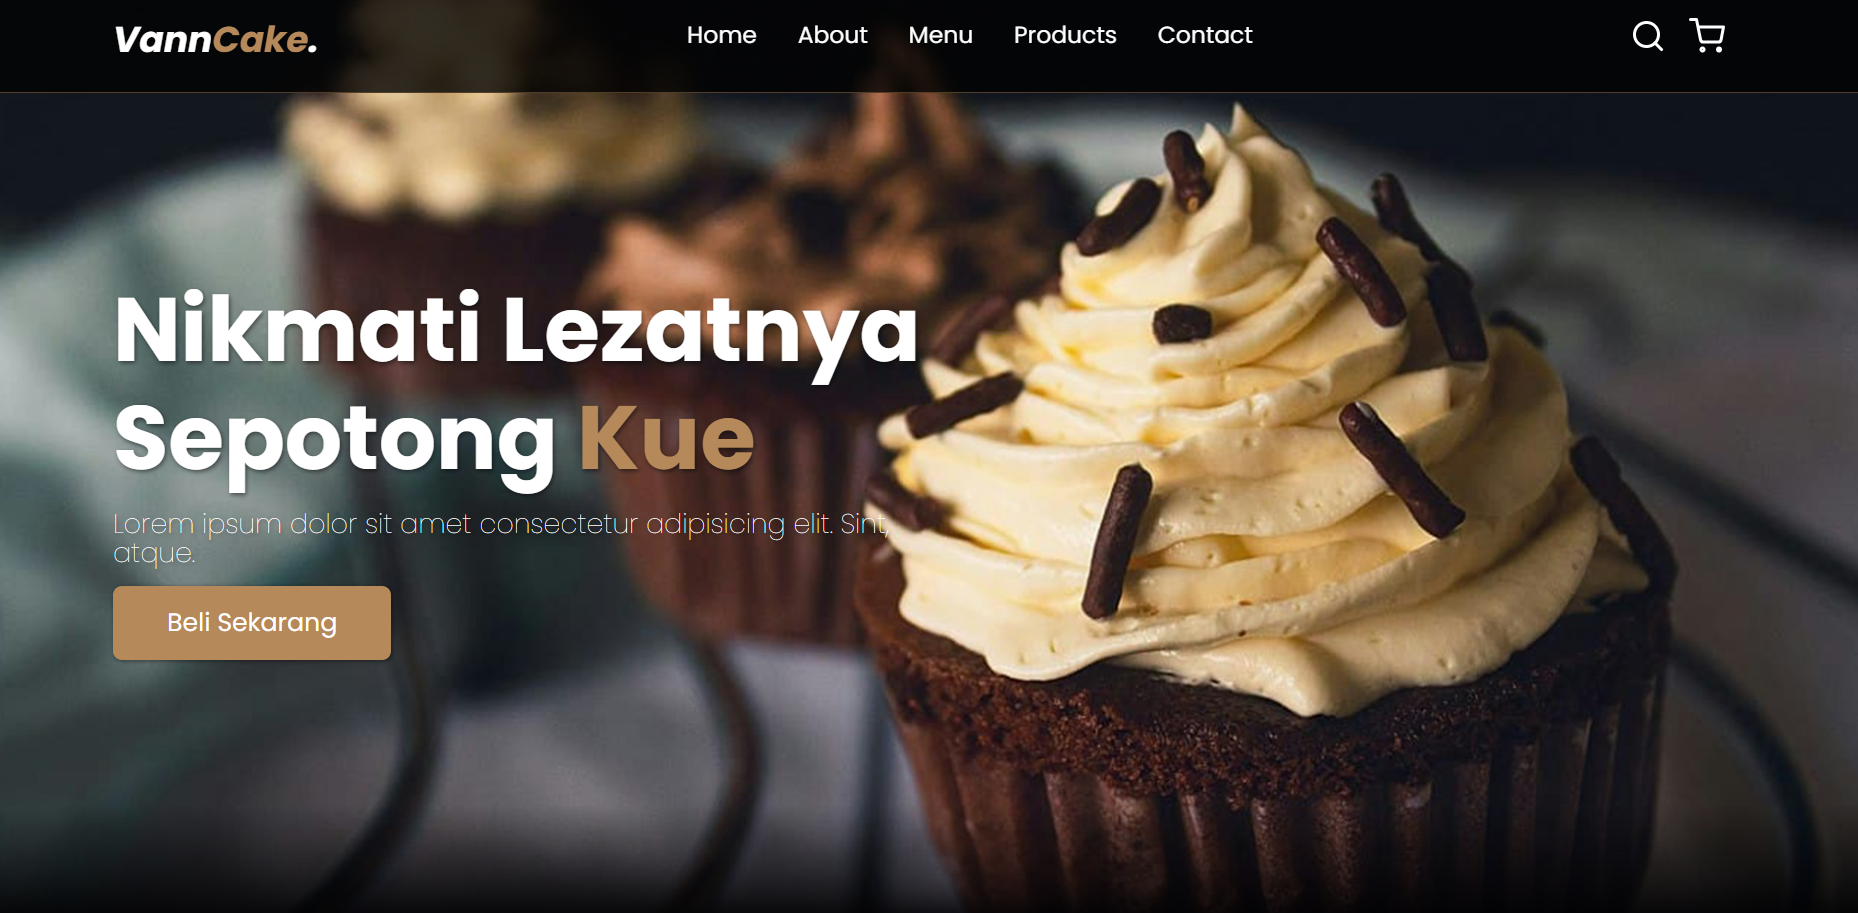 VannCake.
Home About Menu Products Contact
Nikmati Lezatnya
Sepotong Kue
Lorem ipsum dolor sit amet consectetur adipisicing elit. Sint,
atque.
Beli Sekarang